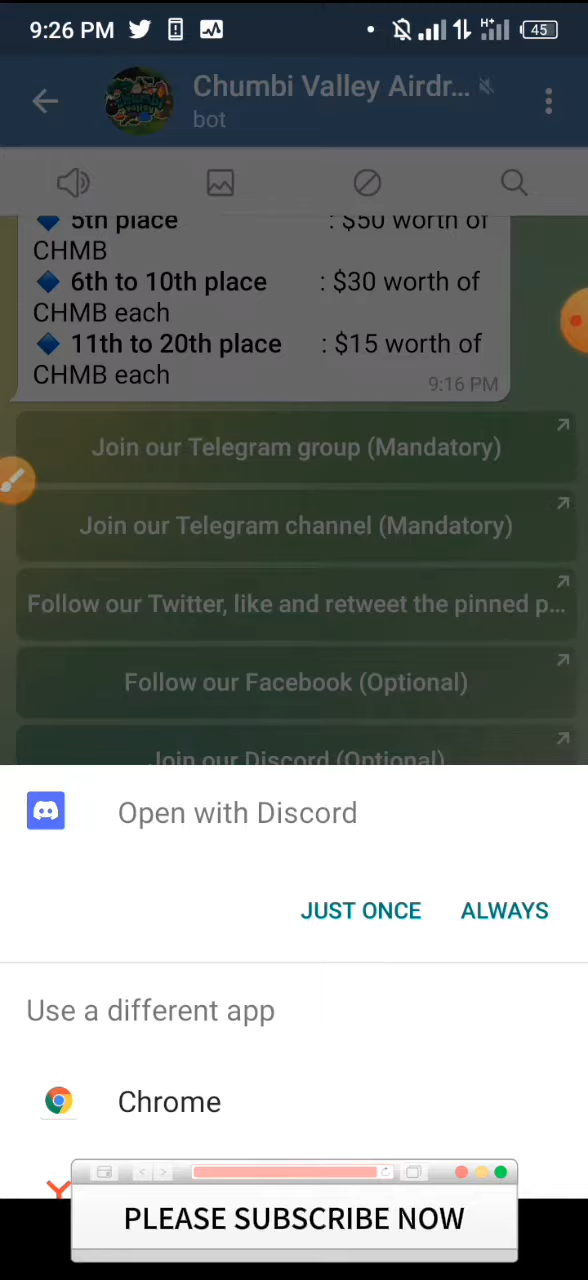 9:26 PM
H+
45
Chumbi Valley Airdr...
bot
5th place : $50 worth of
CHMB
6th to 10th place : $30 worth of
CHMB each
11th to 20th place : $15 worth of
CHMB each
9:16 PM
Join our Telegram group (Mandatory)
Join our Telegram channel (Mandatory)
Follow our Twitter, like and retweet the pinned p...
Follow our Facebook (Optional)
Join our Discord (Optional)
Open with Discord
JUST ONCE ALWAYS
Use a different app
Chrome
PLEASE SUBSCRIBE NOW